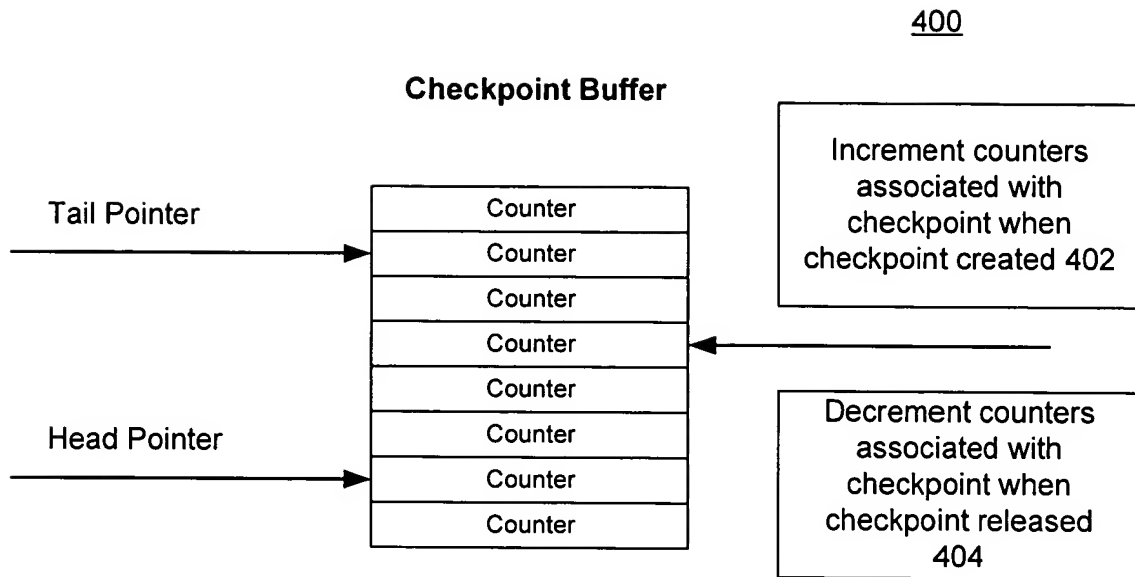 400
Checkpoint Buffer
Increment counters
associated with
checkpoint when
checkpoint created 402
Tail Pointer
Head Pointer
Counter
Counter
Counter
Counter
Counter
Counter
Counter
Counter
Decrement counters
associated with
checkpoint when
checkpoint released
404